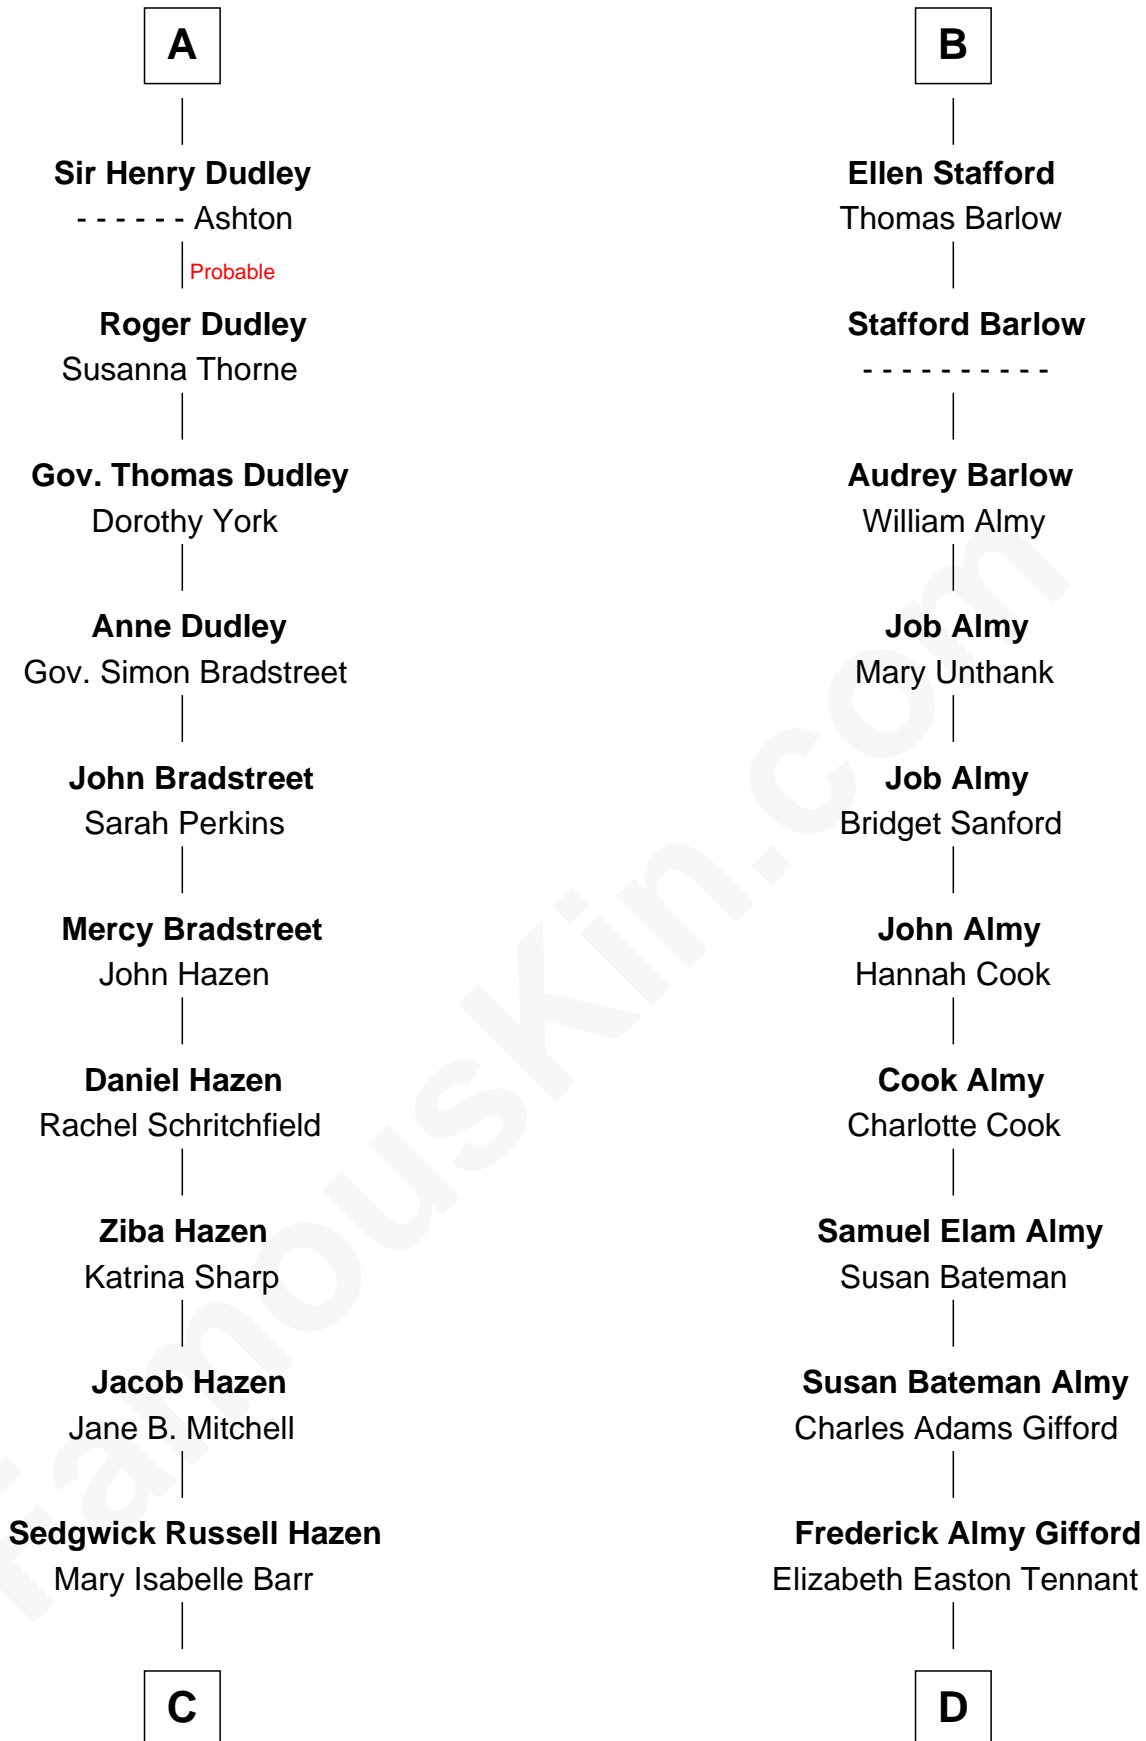 A
Sir Henry Dudley
- - - - - - Ashton
Probable
Roger Dudley
Susanna Thorne
Gov. Thomas Dudley
Dorothy York
Anne Dudley
Gov. Simon Bradstreet
John Bradstreet
Sarah Perkins
Mercy Bradstreet
John Hazen
Daniel Hazen
Rachel Schritchfield
Ziba Hazen
Katrina Sharp
Jacob Hazen
Jane B. Mitchell
Sedgwick Russell Hazen
Mary Isabelle Barr
C
B
Ellen Stafford
Thomas Barlow
Stafford Barlow
- - - - - - - - - -
Audrey Barlow
William Almy
Job Almy
Mary Unthank
Job Almy
Bridget Sanford
John Almy
Hannah Cook
Cook Almy
Charlotte Cook
Samuel Elam Almy
Susan Bateman
Susan Bateman Almy
Charles Adams Gifford
Frederick Almy Gifford
Elizabeth Easton Tennant
D
FamousKin.com